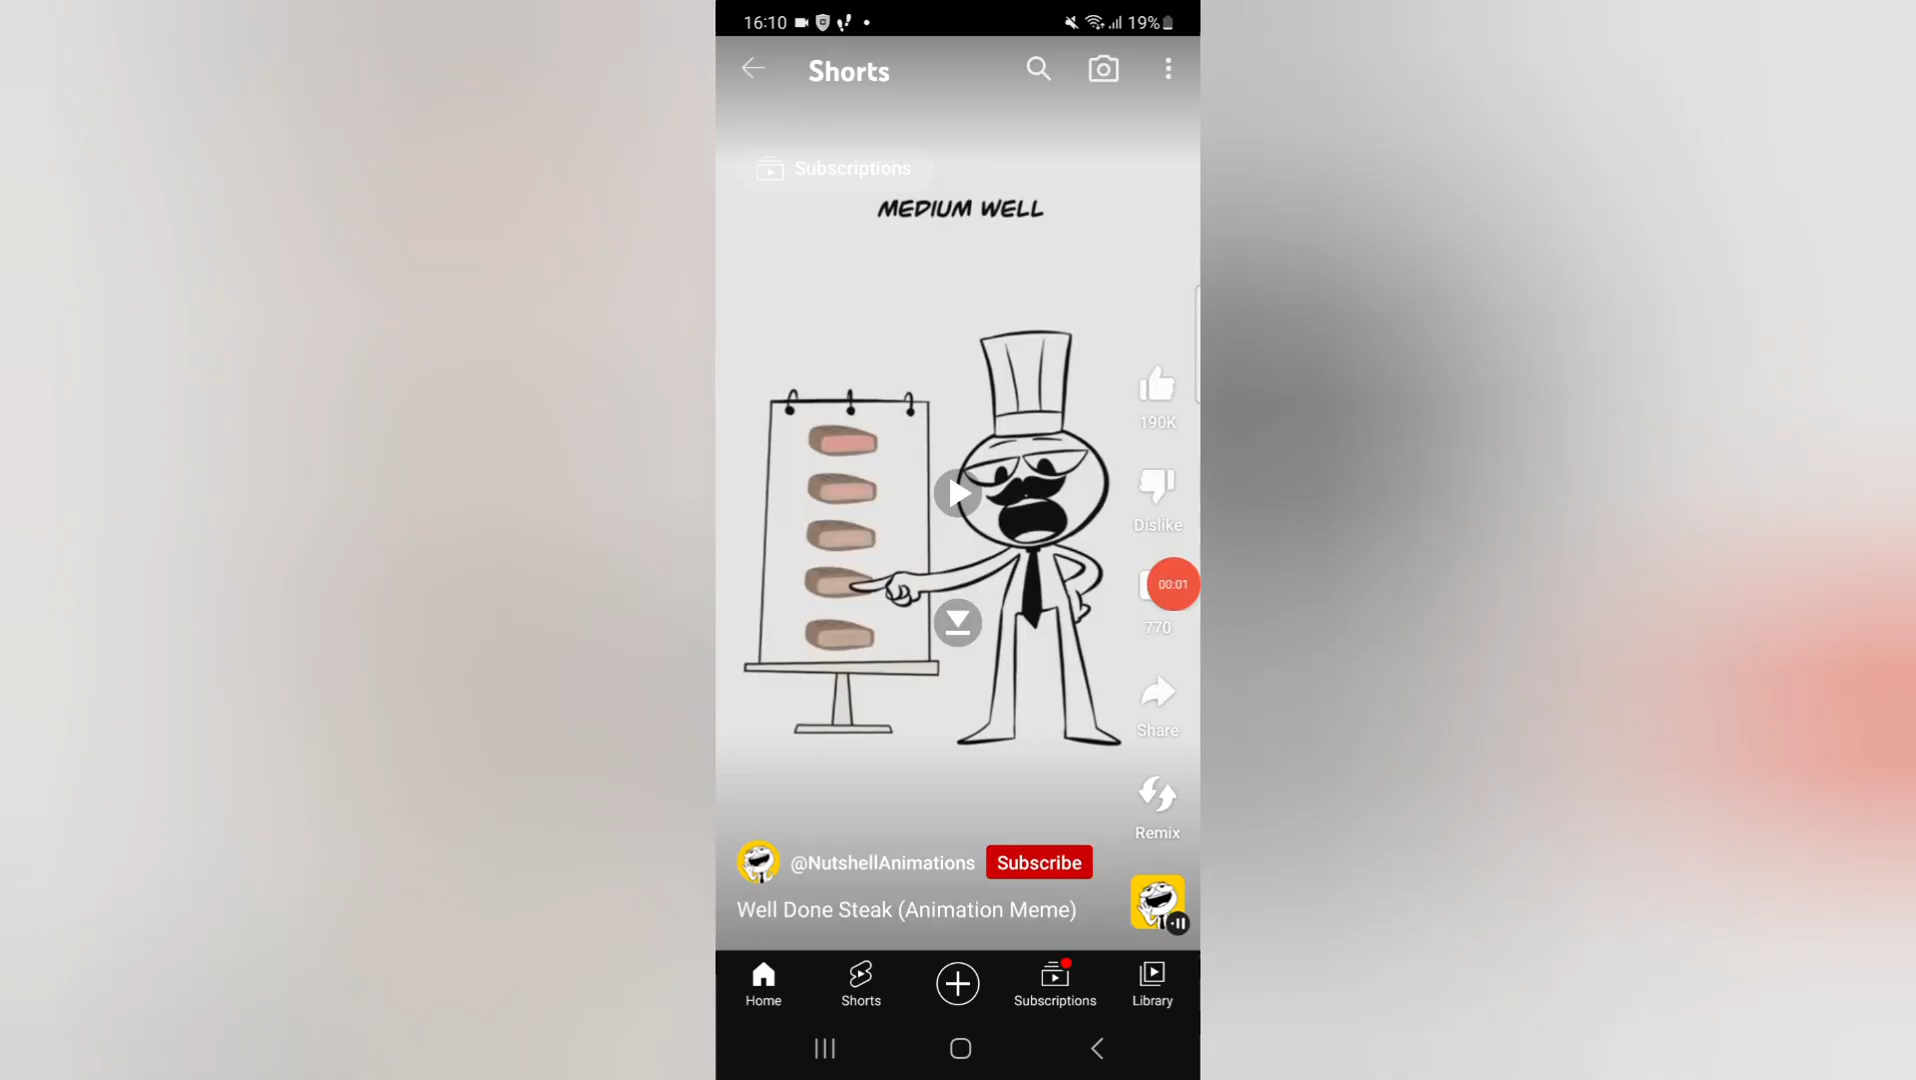 16:10
19%
Shorts
Subscriptions
MEDIUM WELL
190K
Dislike
00:01
770
Share
Remix
@NutshellAnimations
Subscribe
Well Done Steak (Animation Meme)
Home
Shorts
Subscriptions
Library